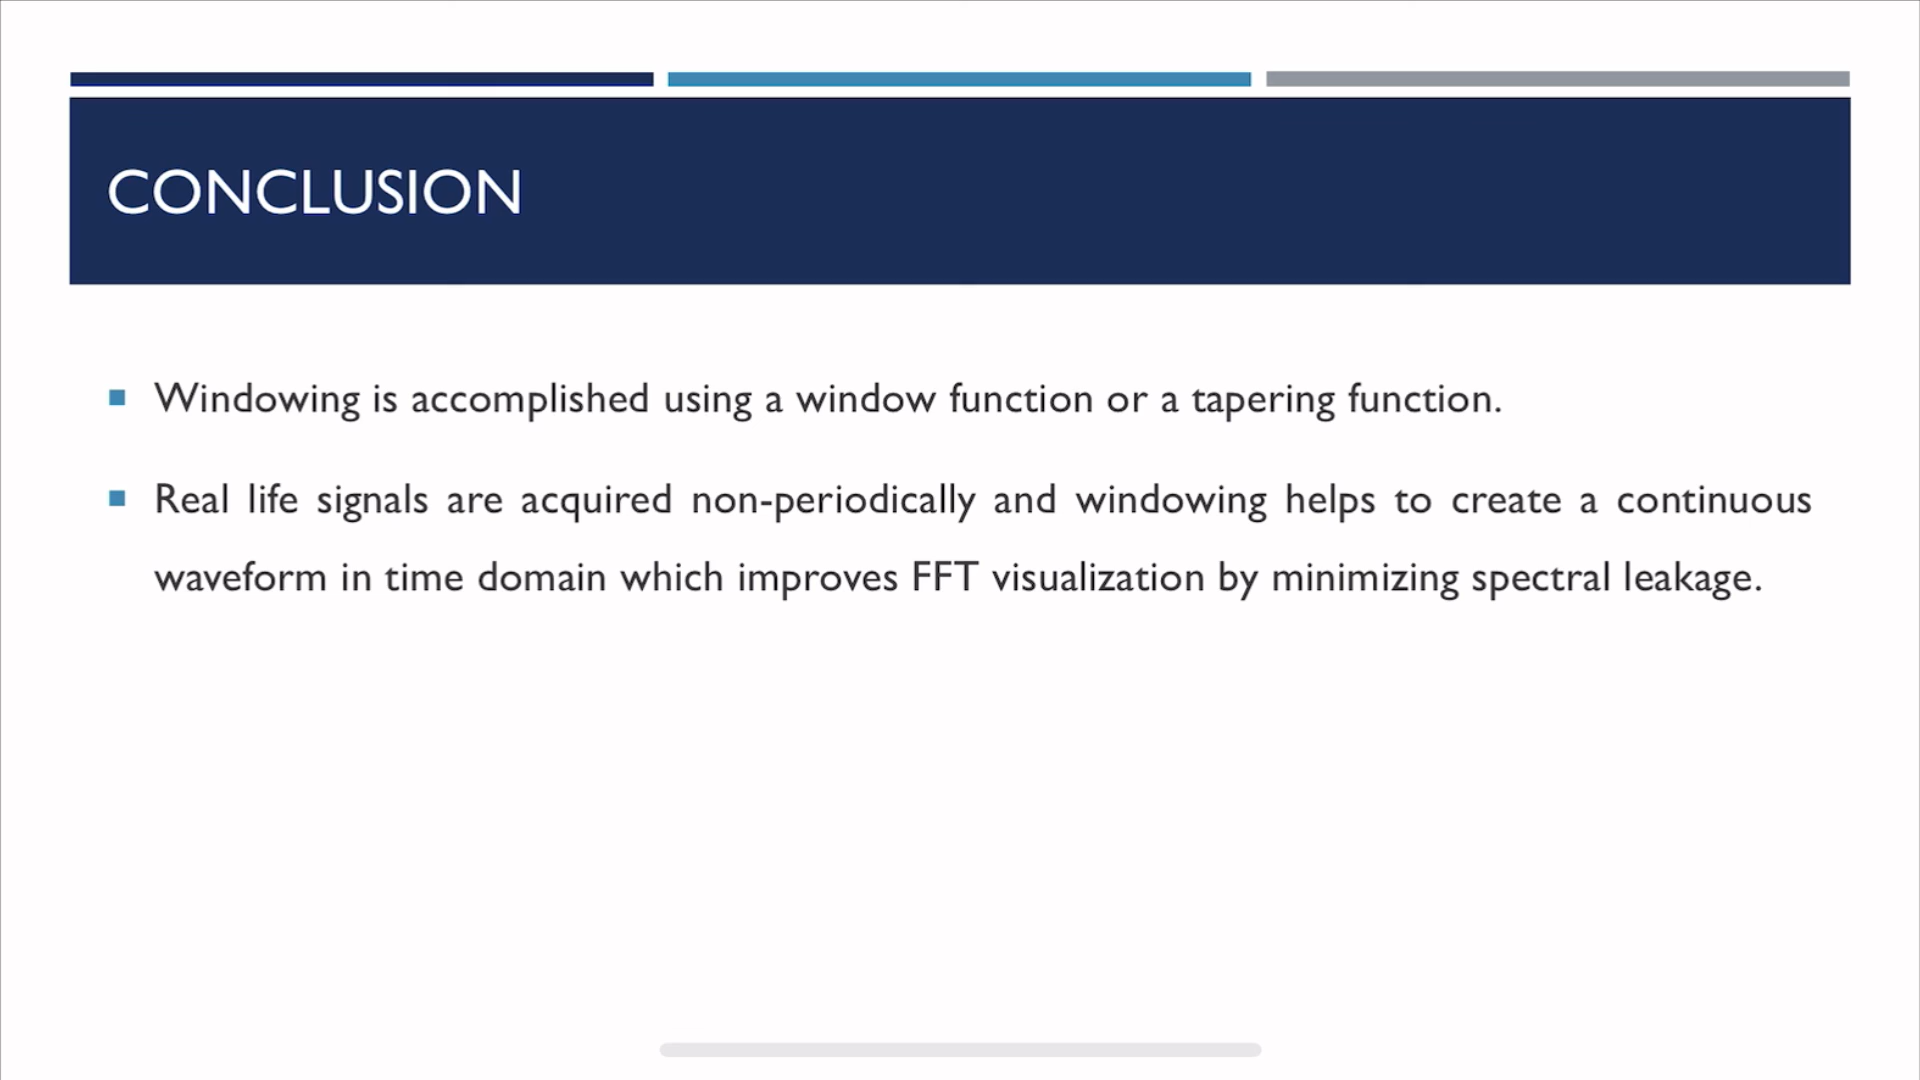 CONCLUSION
Windowing is accomplished using a window function or a tapering function.
Real life signals are acquired non-periodically and windowing helps to create a continuous
waveform in time domain which improves FFT visualization by minimizing spectral leakage.